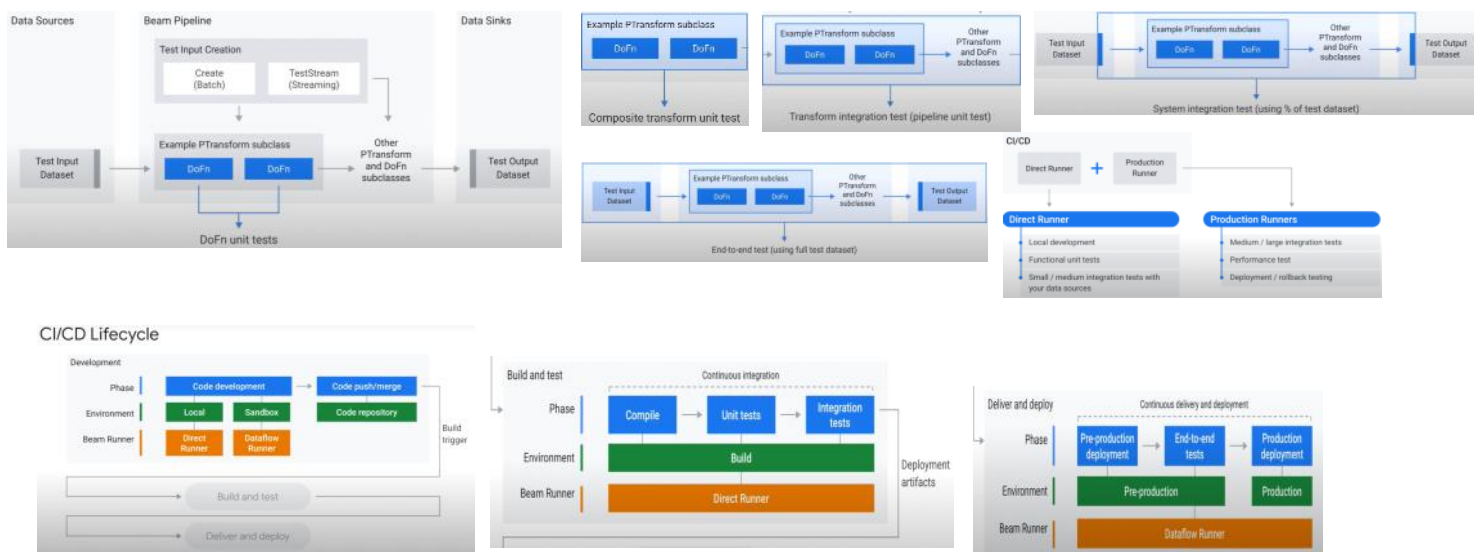 Data Sources
Beam Pipeline
Data Sinks
Test Input Creation
Create
(Batch)
TestStream
(Streaming)
Example PTransform subclass
DoFn
DoFn
Other
PTransform
and DoFn
subclasses
Test Input
Dataset
Test Output
Dataset
DoFn unit tests
Example PTransform subclass
DoFn
DoFn
Composite transform unit test
Example PTransform subclass
DoFn
DoFn
Other
PTransform
and DoFn
subclasses
Transform integration test (pipeline unit test)
Test Input
Dataset
Example PTransform subclass
DoFn
DoFn
Other
PTransform
and DoFn
subclasses
Test Output
Dataset
System integration test (using % of test dataset)
Test Input
Dataset
Example PTransform subclass
DoFn
DoFn
Other
PTransform
and DoFn
subclasses
Test Output
Dataset
End-to-end test (using full test dataset)
CI/CD
Direct Runner
+
Production
Runner
Direct Runner
Local development
Functional unit tests
Small / medium integration tests with
your data sources
Production Runners
Medium / large integration tests
Performance test
Deployment / rollback testing
CI/CD Lifecycle
Development
Phase
Code development
Code push/merge
Environment
Local
Sandbox
Code repository
Beam Runner
Direct
Runner
Dataflow
Runner
Build
trigger
Build and test
Deliver and deploy
Build and test
Continuous integration
Phase
Compile
Unit tests
Integration
tests
Environment
Build
Beam Runner
Direct Runner
Deployment
artifacts
Deliver and deploy
Continuous delivery and deployment
Phase
Pre-production
deployment
End-to-end
tests
Production
deployment
Environment
Pre-production
Production
Beam Runner
Dataflow Runner